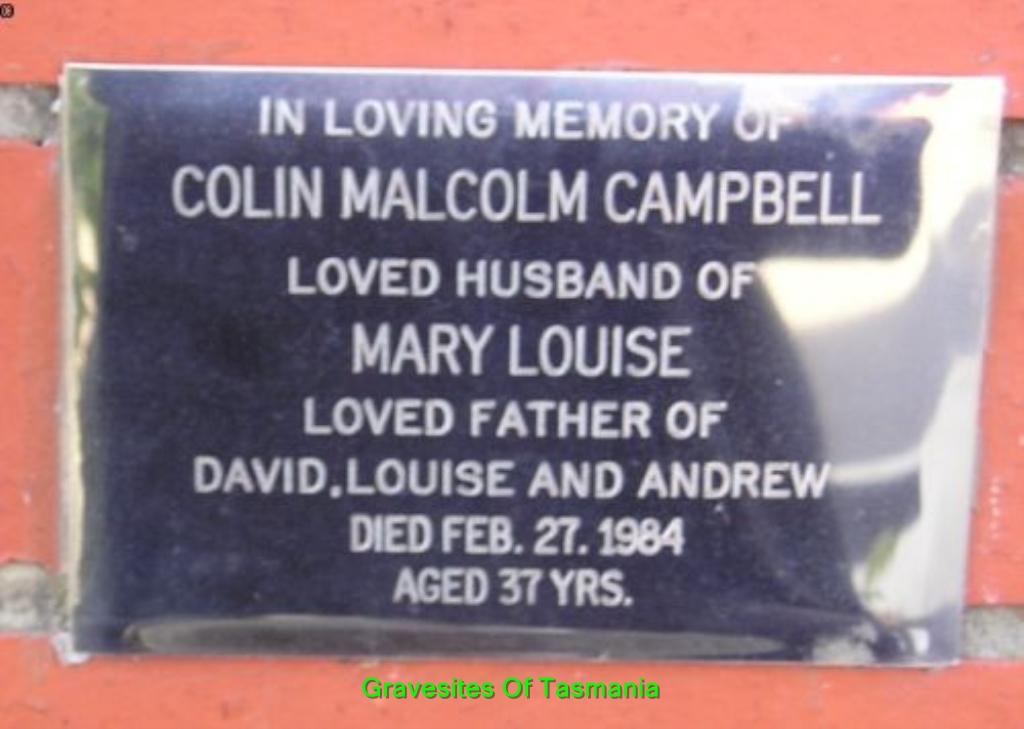 IN LOVING MEMORY OF
COLIN MALCOLM CAMPBELL
LOVED HUSBAND OF
MARY LOUISE
LOVED FATHER OF
DAVID, LOUISE AND ANDREW
DIED FEB. 27. 1984
AGED 37 YRS.
Gravesites Of Tasmania